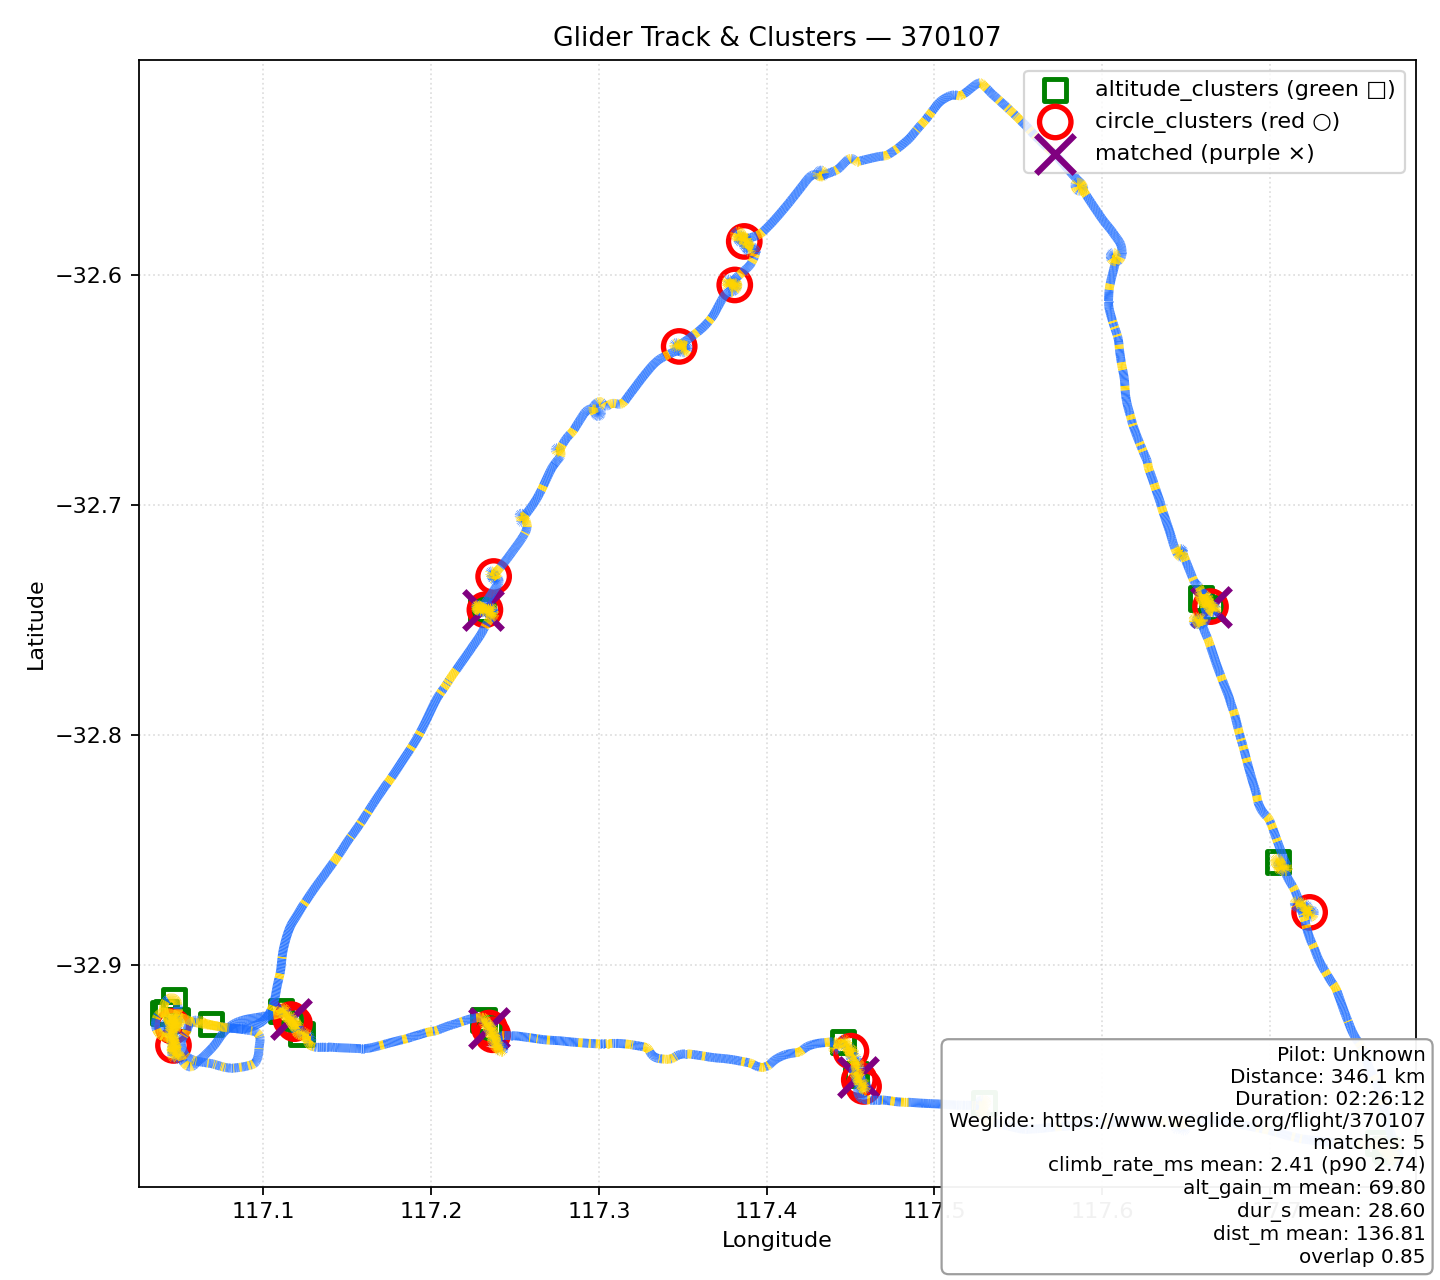 Glider Track & Clusters — 370107
altitude_clusters (green □)
circle_clusters (red ○)
matched (purple ×)
Latitude
−32.6
−32.7
−32.8
−32.9
117.1
117.2
117.3
117.4
117.5
117.6
Longitude
Pilot: Unknown
Distance: 346.1 km
Duration: 02:26:12
Weglide: https://www.weglide.org/flight/370107
matches: 5
climb_rate_ms mean: 2.41 (p90 2.74)
alt_gain_m mean: 69.80
dur_s mean: 28.60
dist_m mean: 136.81
overlap 0.85